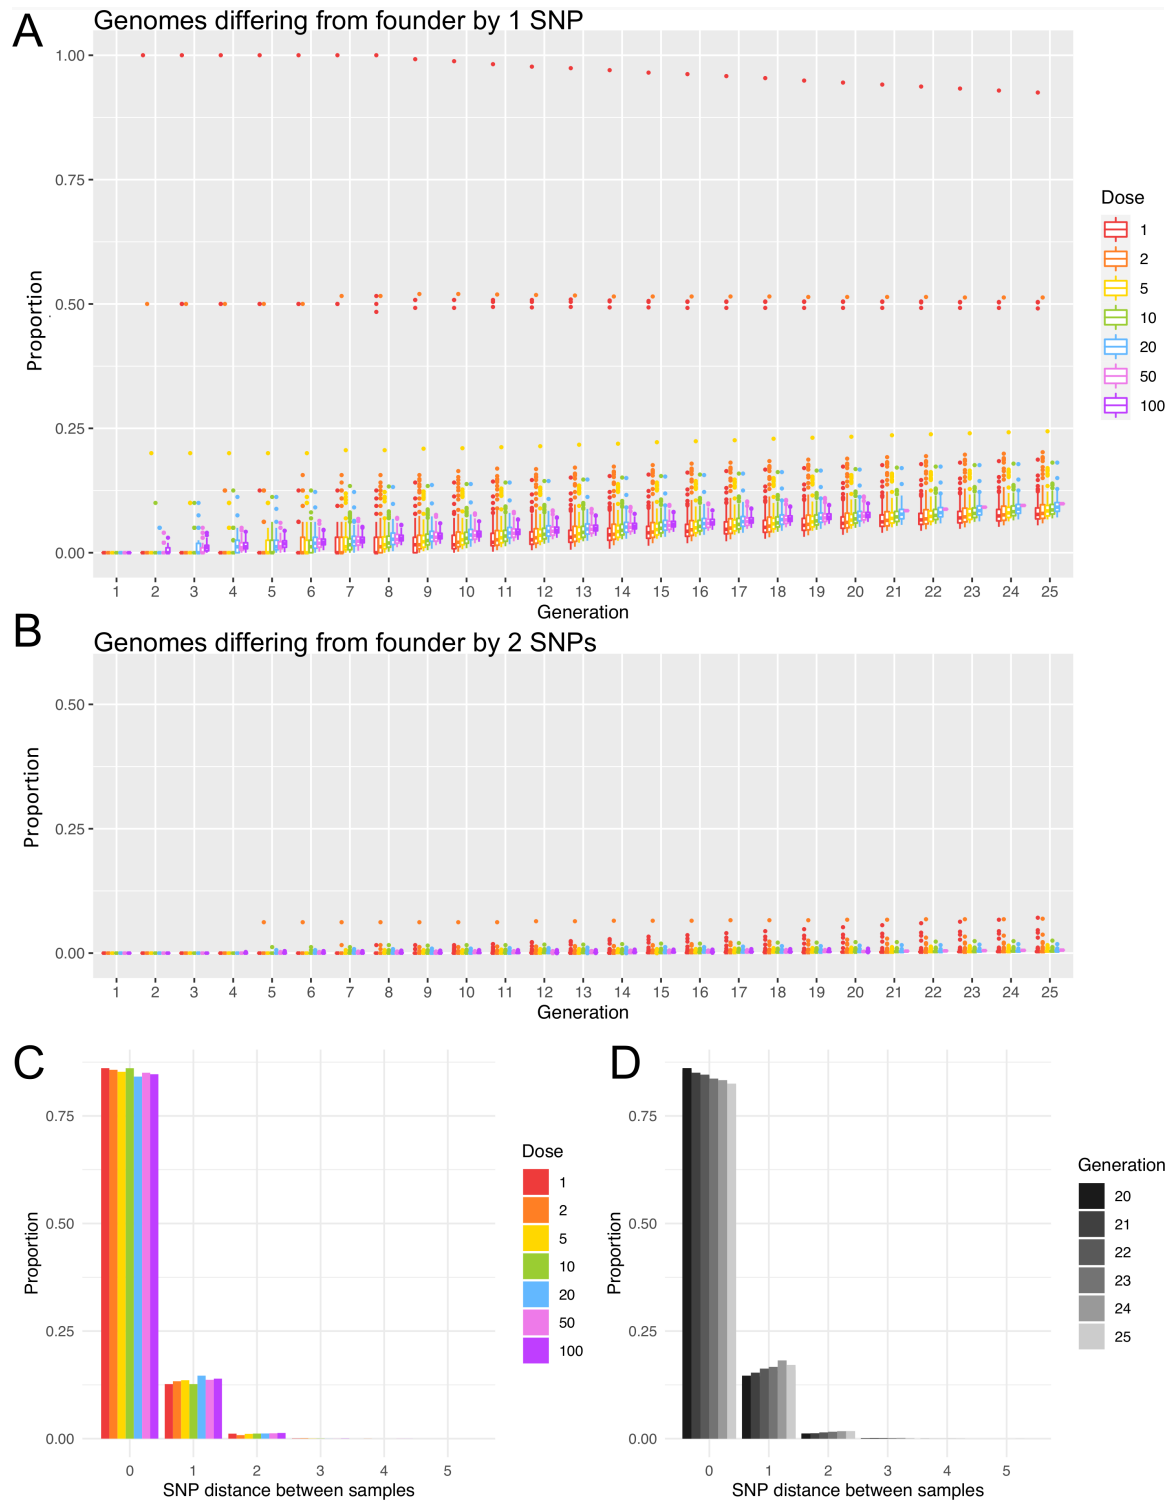 A
Genomes differing from founder by 1 SNP
1.00
0.75
0.50
0.25
0.00
Proportion
1 2 3 4 5 6 7 8 9 10 11 12 13 14 15 16 17 18 19 20 21 22 23 24 25
Generation
Dose
1
2
5
10
20
50
100
B
Genomes differing from founder by 2 SNPs
0.50
0.25
0.00
Proportion
1 2 3 4 5 6 7 8 9 10 11 12 13 14 15 16 17 18 19 20 21 22 23 24 25
Generation
C
0.75
0.50
0.25
0.00
Proportion
0 1 2 3 4 5
SNP distance between samples
Dose
1
2
5
10
20
50
100
D
0.75
0.50
0.25
0.00
Proportion
0 1 2 3 4 5
SNP distance between samples
Generation
20
21
22
23
24
25